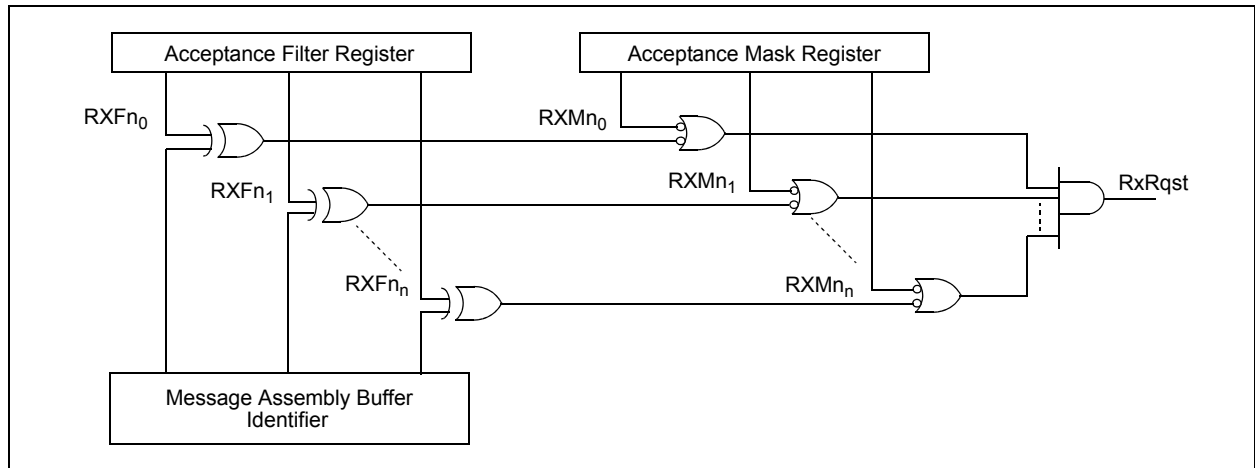 Acceptance Filter Register
Acceptance Mask Register
RXFn0
RXMn0
RxRqst
RXFn1
RXMn1
RXFnn
RXMnn
Message Assembly Buffer
Identifier